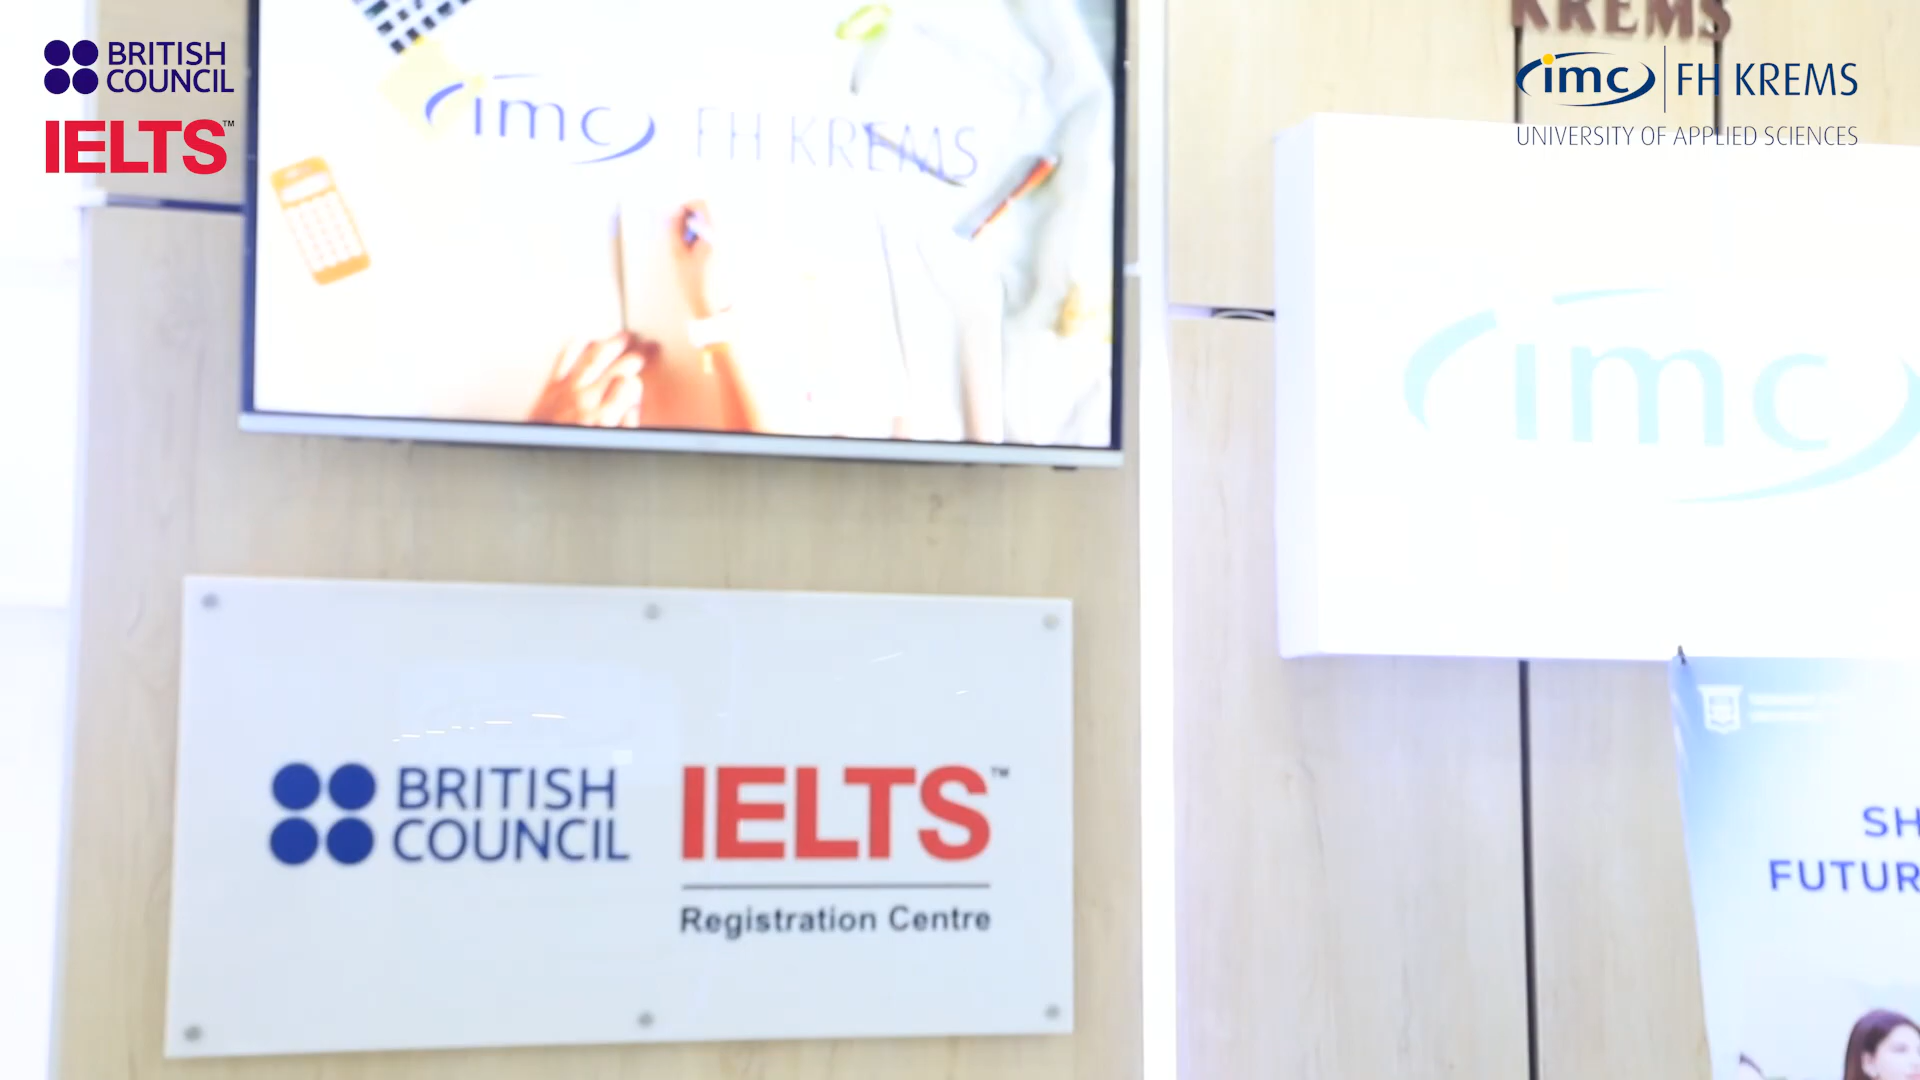 BRITISH
COUNCIL
IELTS™
imc FH KREMS
KREMS
imc FH KREMS
UNIVERSITY OF APPLIED SCIENCES
imc
BRITISH
COUNCIL
IELTS™
Registration Centre
SH
FUTUR